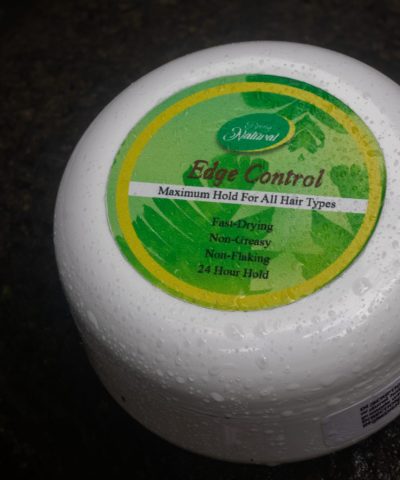 Natural
Edge Control
Maximum Hold For All Hair Types
Fast-Drying
Non-Greasy
Non-Flaking
24 Hour Hold